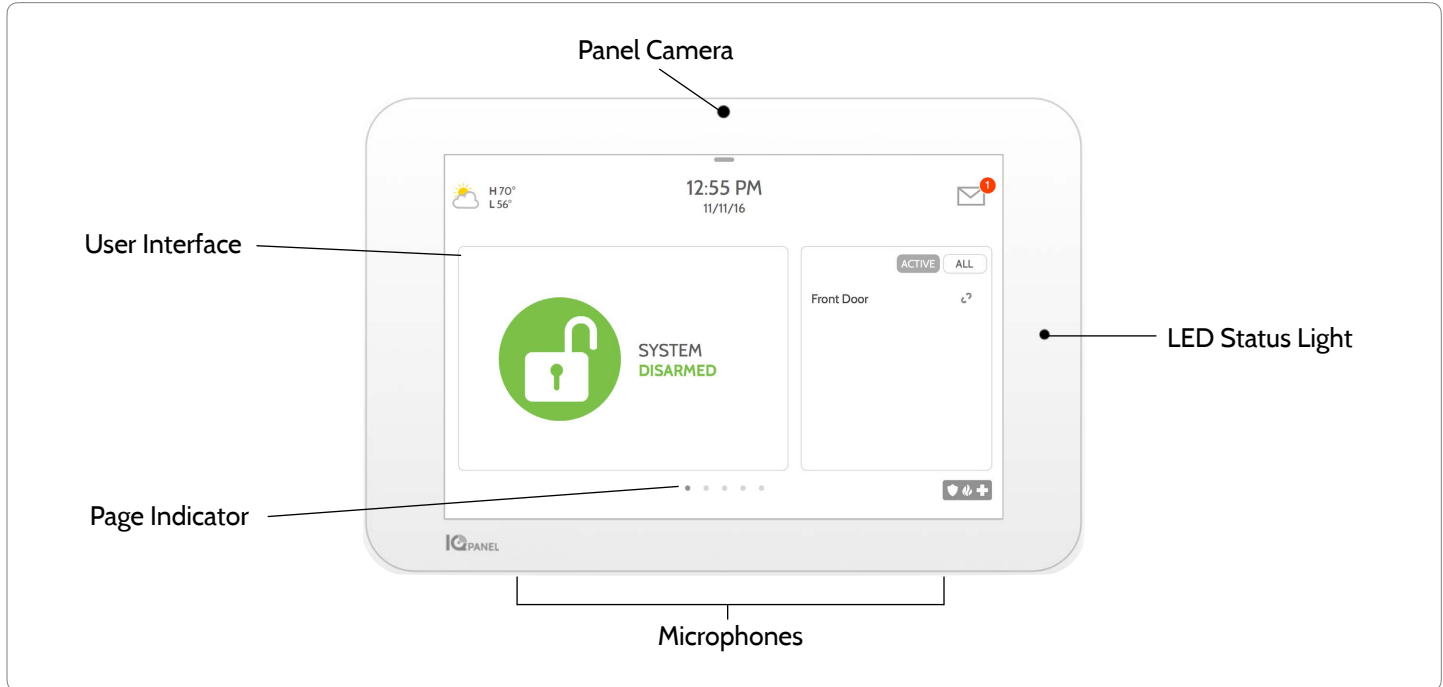 Panel Camera
H 70°
L 56°
12:55 PM
11/11/16
1
User Interface
ACTIVE
ALL
Front Door
SYSTEM
DISARMED
LED Status Light
Page Indicator
IQ PANEL
Microphones